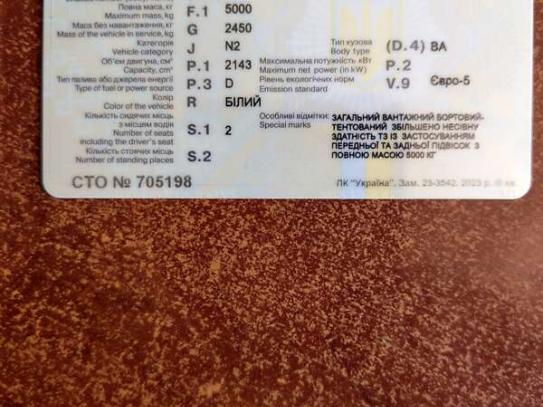 Повна маса, кг F.1 5000
Maximum mass, kg
Маса без навантаження, кг G 2450
Mass of the vehicle in service, kg
Категорія J N2 Тип кузова (D.4) ВА
Vehicle category Body type
Об'єм двигуна, см³ P.1 2143 Максимальна потужність кВт P.2
Capacity, cm³ Maximum net power (in kW)
Тип палива або джерела енергії P.3 D Рівень екологічних норм V.9 Євро-5
Type of fuel or power source Emission standard
Колір R БІЛИЙ
Color of the vehicle
Кількість сидячих місць Особливі відмітки ЗАГАЛЬНИЙ ВАНТАЖНИЙ БОРТОВИЙ-
з місцем водія S.1 2 Special marks ТЕНТОВАНИЙ ЗБІЛЬШЕНО НЕСІВНУ
Number of seats ЗДАТНІСТЬ ТЗ ІЗ ЗАСТОСУВАННЯМ
including the driver's seat ПЕРЕДНЬОЇ ТА ЗАДНЬОЇ ПІДВІСОК З
Кількість стоячих місць S.2 ПОВНОЮ МАСОЮ 5000 КГ
Number of standing places
СТО № 705198 ПК "Україна", Зам. 23-3542, 2023 р. ІІІ кв.